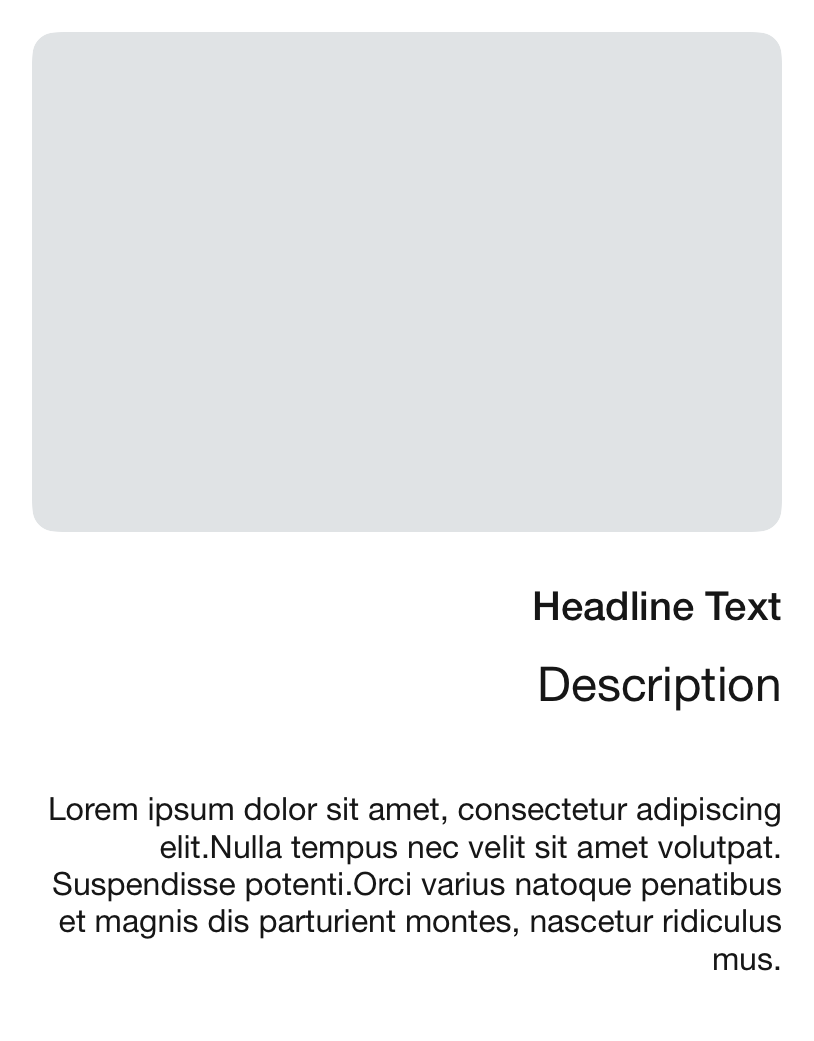 Headline Text
Description
Lorem ipsum dolor sit amet, consectetur adipiscing
elit.Nulla tempus nec velit sit amet volutpat.
Suspendisse potenti.Orci varius natoque penatibus
et magnis dis parturient montes, nascetur ridiculus
mus.